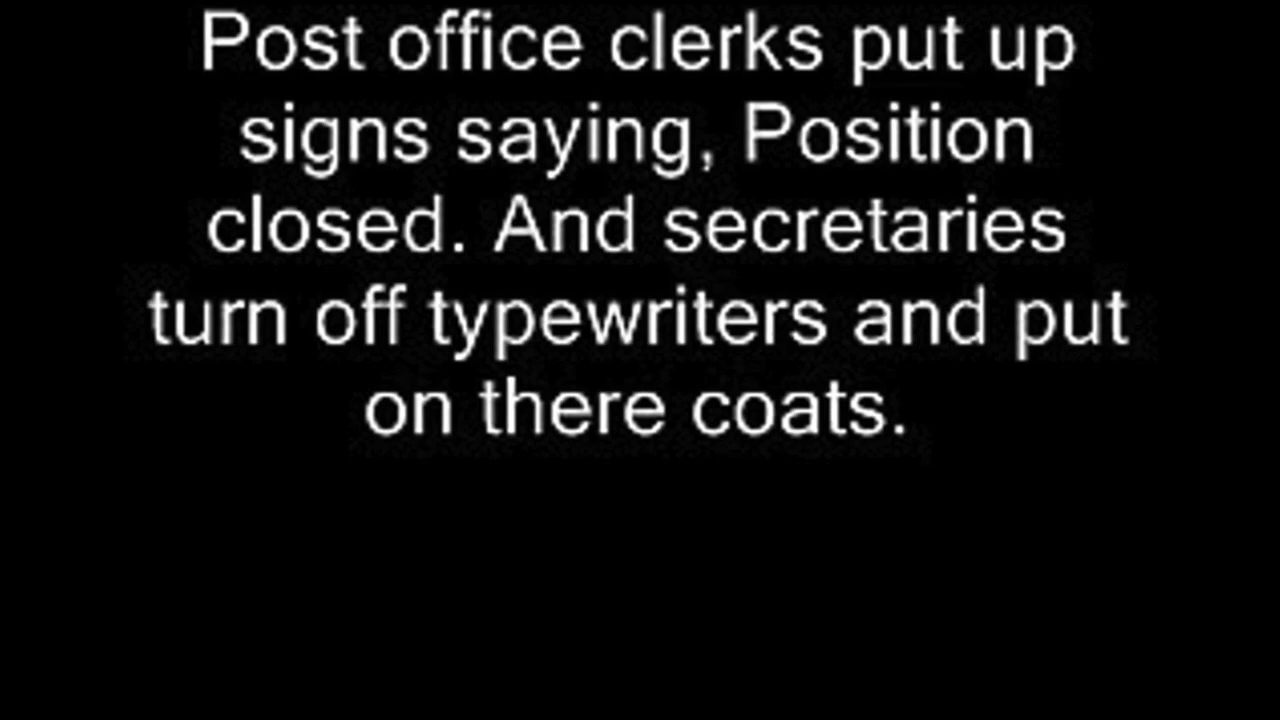 Post office clerks put up
signs saying, Position
closed. And secretaries
turn off typewriters and put
on there coats.